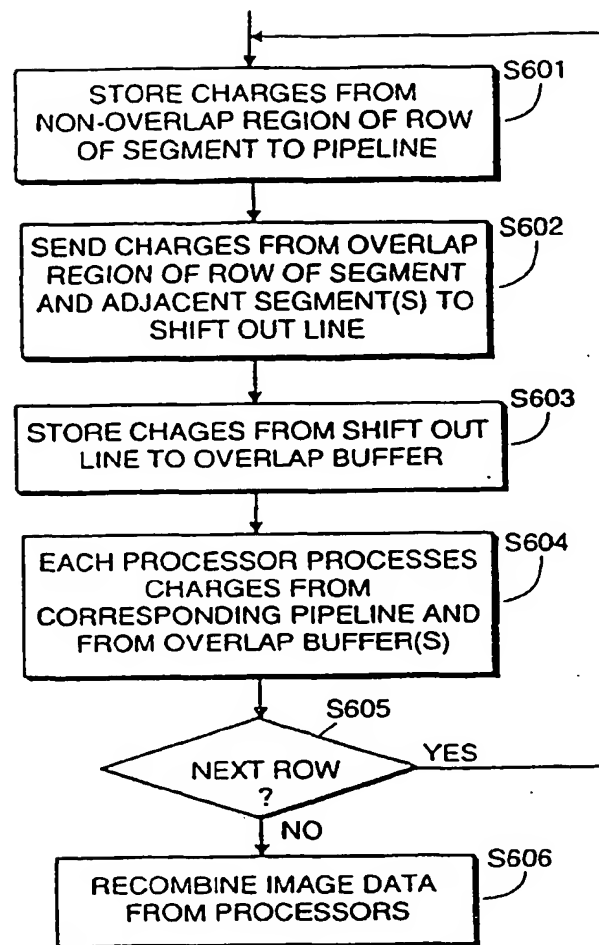 S601
STORE CHARGES FROM
NON-OVERLAP REGION OF ROW
OF SEGMENT TO PIPELINE
S602
SEND CHARGES FROM OVERLAP
REGION OF ROW OF SEGMENT
AND ADJACENT SEGMENT(S) TO
SHIFT OUT LINE
S603
STORE CHAGES FROM SHIFT OUT
LINE TO OVERLAP BUFFER
S604
EACH PROCESSOR PROCESSES
CHARGES FROM
CORRESPONDING PIPELINE AND
FROM OVERLAP BUFFER(S)
S605
NEXT ROW
?
YES
NO
S606
RECOMBINE IMAGE DATA
FROM PROCESSORS